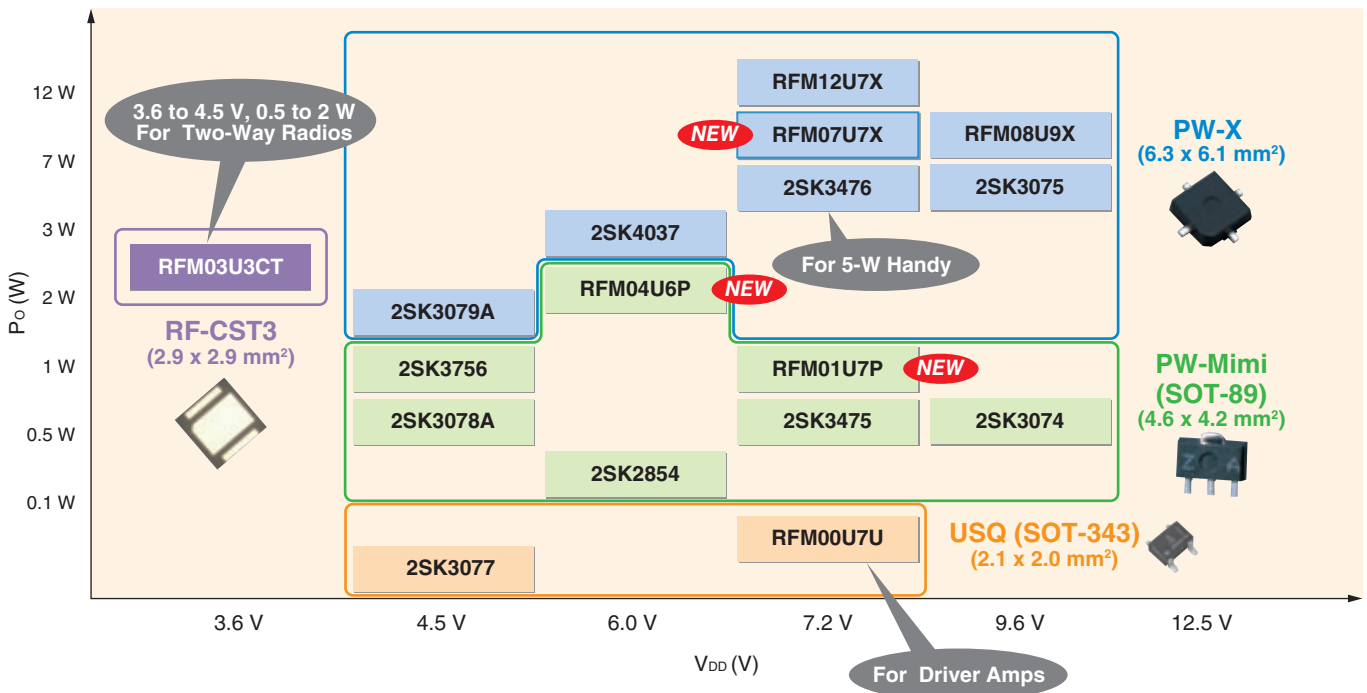 12 W
7 W
3 W
2 W
1 W
0.5 W
0.1 W
PO (W)
3.6 to 4.5 V, 0.5 to 2 W
For Two-Way Radios
RFM03U3CT
RF-CST3
(2.9 x 2.9 mm²)
RFM12U7X
NEW
RFM07U7X
RFM08U9X
2SK3476
2SK3075
2SK4037
For 5-W Handy
RFM04U6P
NEW
2SK3079A
PW-X
(6.3 x 6.1 mm²)
2SK3756
RFM01U7P
NEW
2SK3078A
2SK3475
2SK3074
2SK2854
PW-Mimi
(SOT-89)
(4.6 x 4.2 mm²)
Z A
RFM00U7U
2SK3077
USQ (SOT-343)
(2.1 x 2.0 mm²)
3.6 V
4.5 V
6.0 V
7.2 V
9.6 V
12.5 V
VDD (V)
For Driver Amps